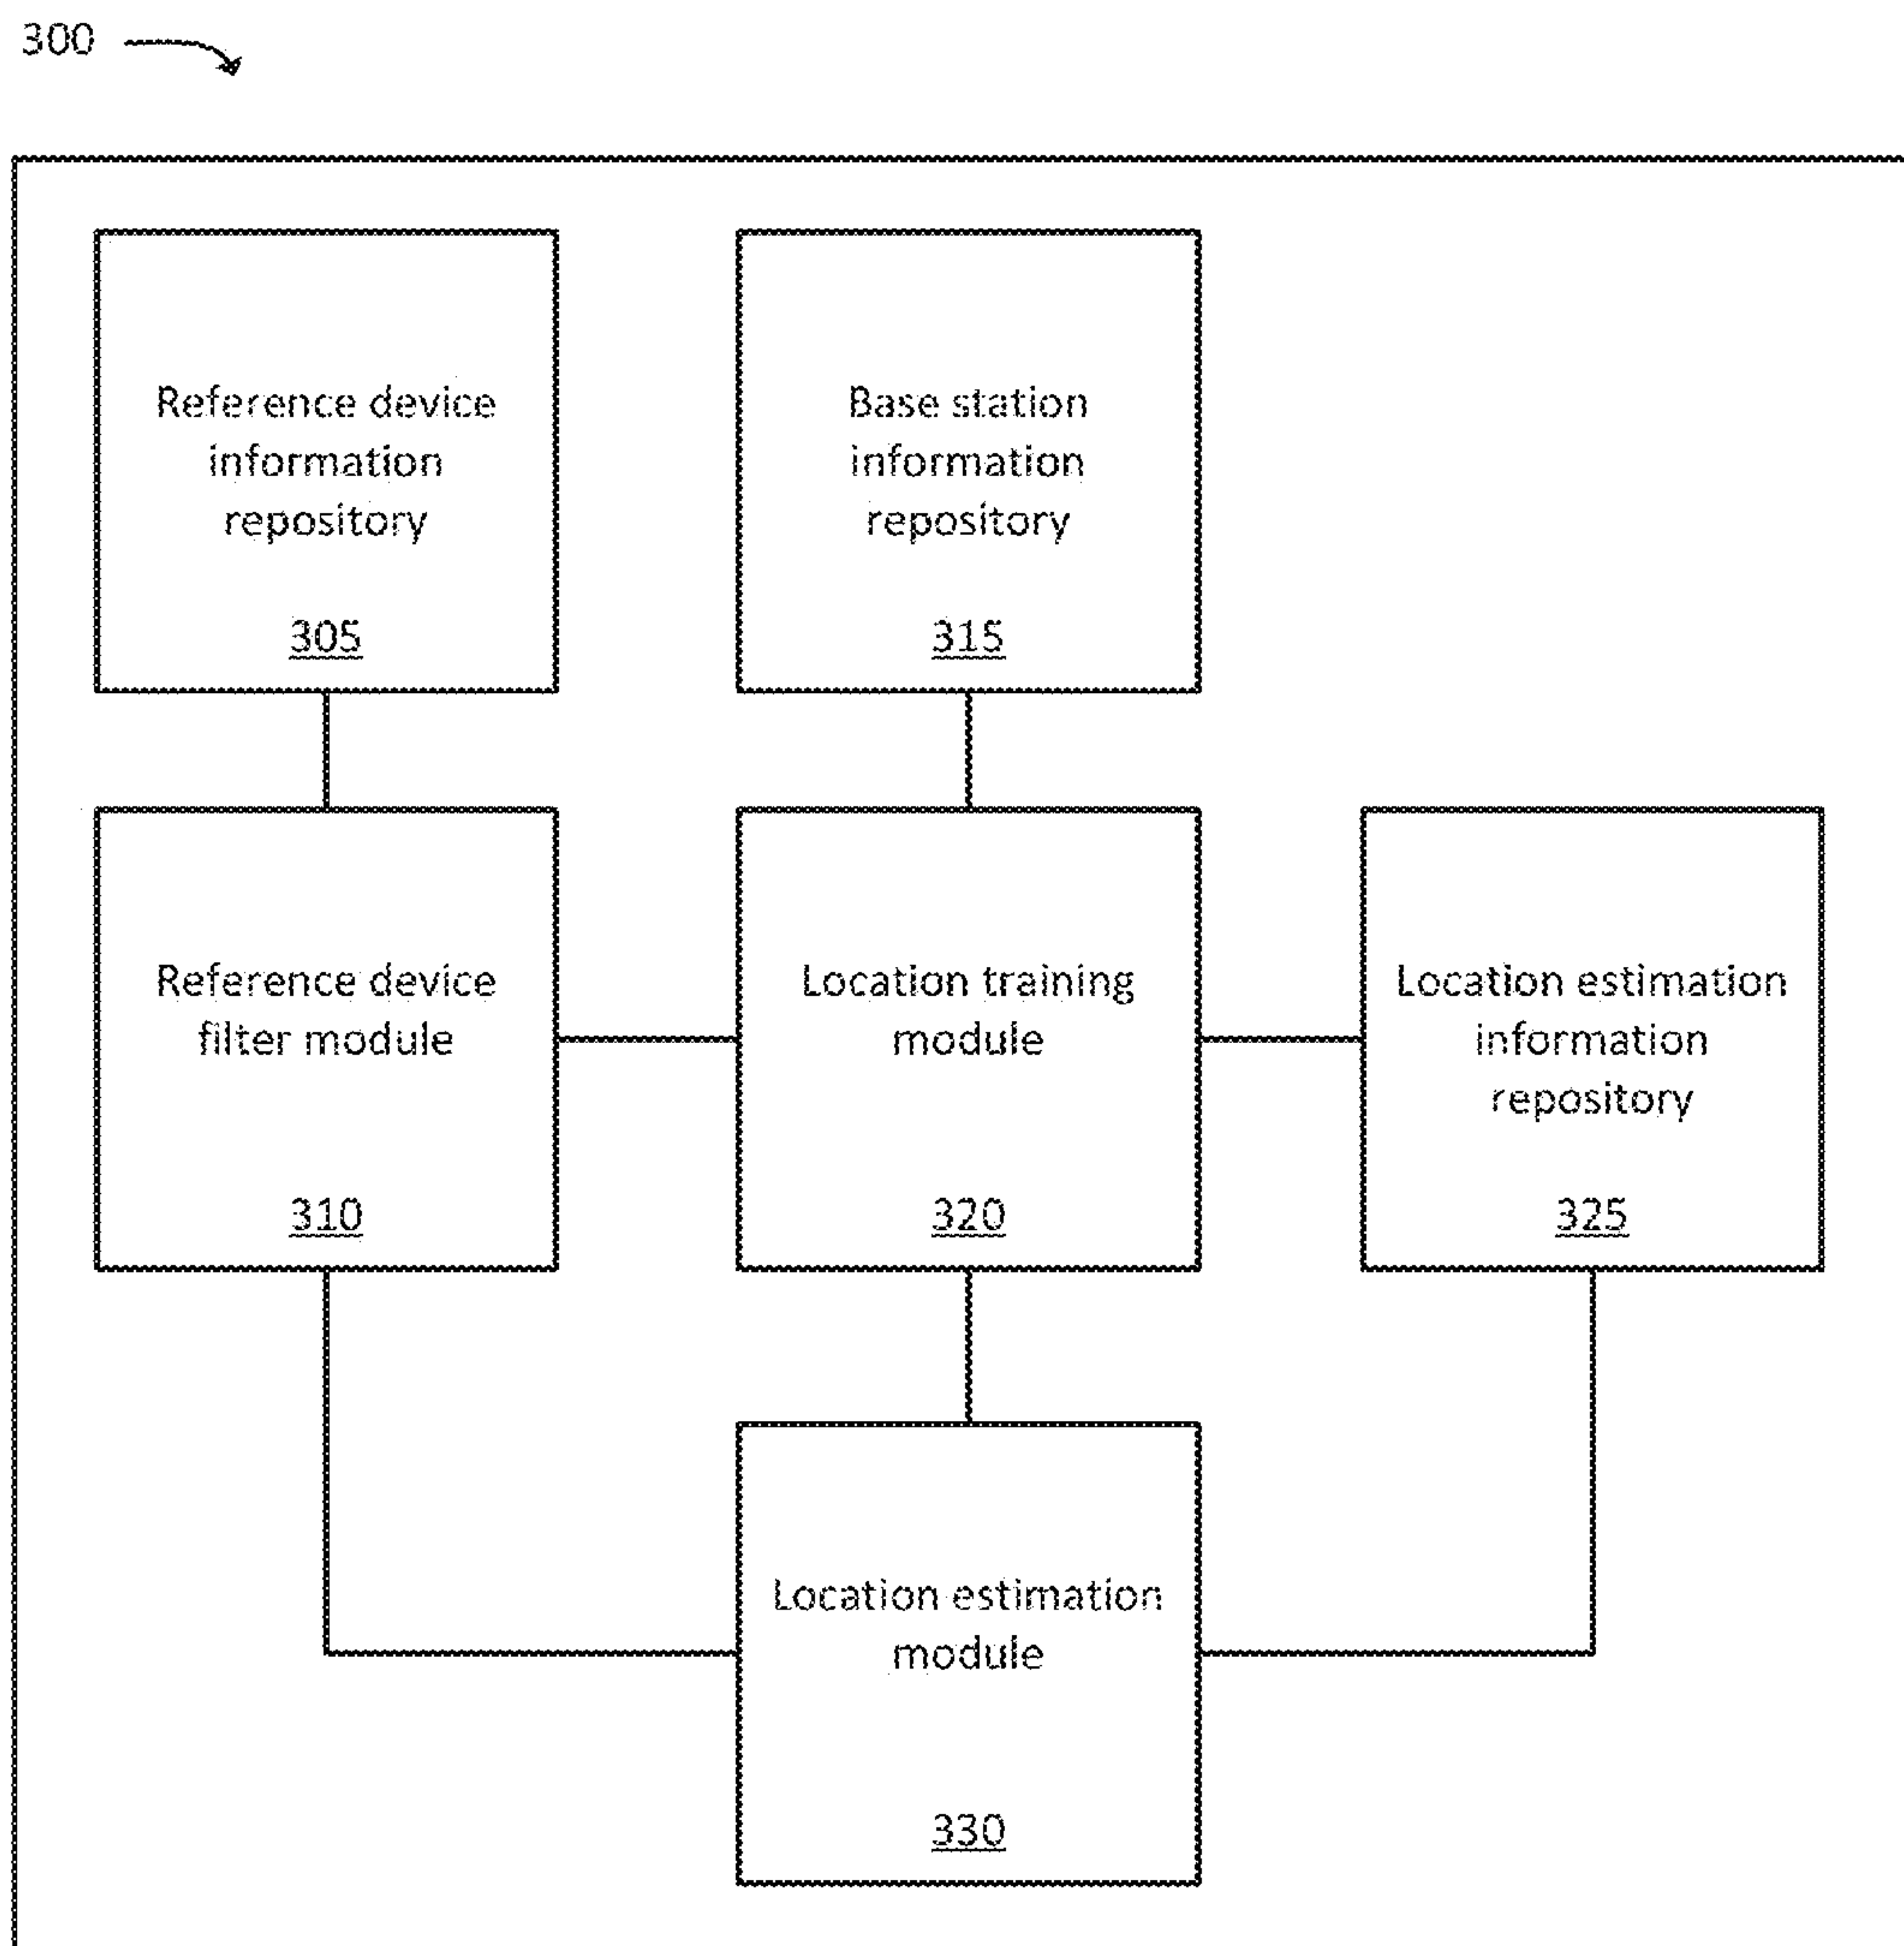 300
Reference device
information
repository
305
Base station
information
repository
315
Reference device
filter module
310
Location training
module
320
Location estimation
information
repository
325
Location estimation
module
330